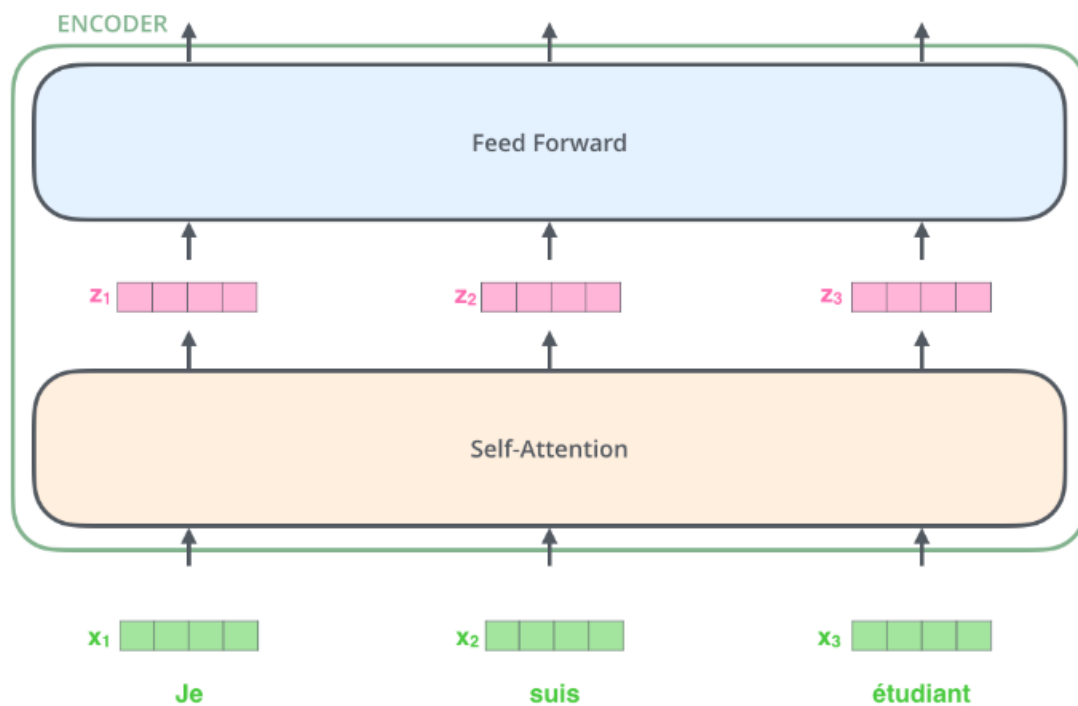 ENCODER
Feed Forward
z₁ z₂ z₃
Self-Attention
x₁ x₂ x₃
Je suis étudiant